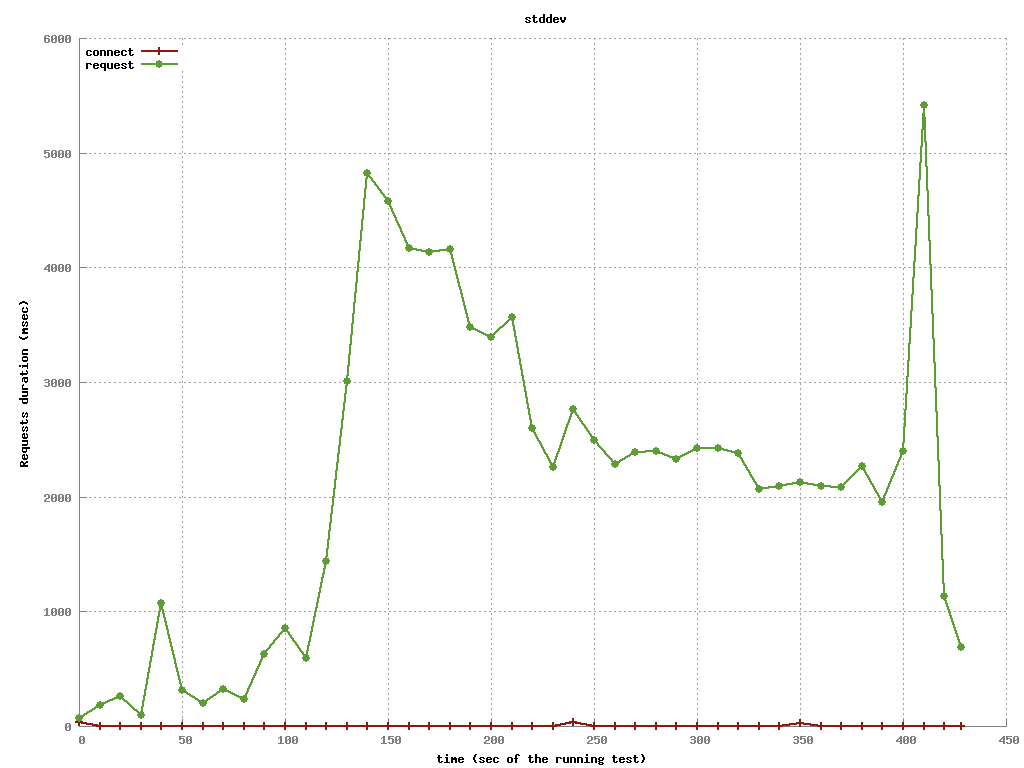 stddev
connect
request
6000
5000
4000
3000
2000
1000
0
Requests duration (msec)
0 50 100 150 200 250 300 350 400 450
time (sec of the running test)